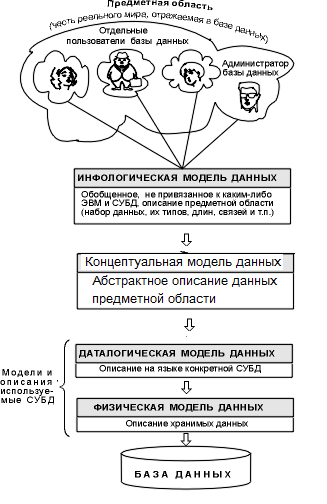 Предметная область
(часть реального мира, отражаемая в базе данных)
Отдельные
пользователи базы данных
Администратор
базы данных
ИНФОЛОГИЧЕСКАЯ МОДЕЛЬ ДАННЫХ
Обобщенное, не привязанное к каким-либо
ЭВМ и СУБД, описание предметной области
(набор данных, их типов, длин, связей и т.п.)
Концептуальная модель данных
Абстрактное описание данных
предметной области
ДАТАЛОГИЧЕСКАЯ МОДЕЛЬ ДАННЫХ
Описание на языке конкретной СУБД
Модели и
описания
используе-
мые СУБД
ФИЗИЧЕСКАЯ МОДЕЛЬ ДАННЫХ
Описание хранимых данных
БАЗА ДАННЫХ